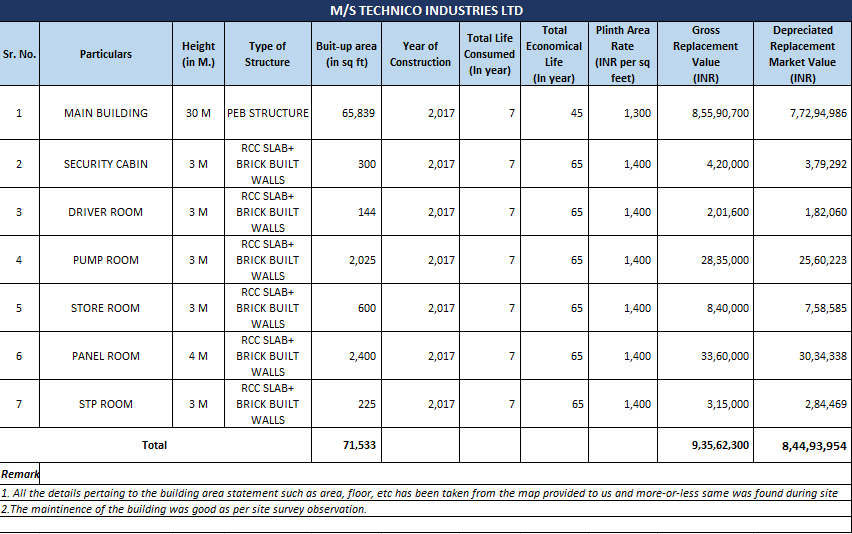 M/S TECHNICO INDUSTRIES LTD
Sr. No. Particulars Height (in M.) Type of Structure Buit-up area (in sq ft) Year of Construction Total Life Consumed (In year) Total Economical Life (In year) Plinth Area Rate (INR per sq feet) Gross Replacement Value (INR) Depreciated Replacement Market Value (INR)
1 MAIN BUILDING 30 M PEB STRUCTURE 65,839 2,017 7 45 1,300 8,55,90,700 7,72,94,986
2 SECURITY CABIN 3 M RCC SLAB+ BRICK BUILT WALLS 300 2,017 7 65 1,400 4,20,000 3,79,292
3 DRIVER ROOM 3 M RCC SLAB+ BRICK BUILT WALLS 144 2,017 7 65 1,400 2,01,600 1,82,060
4 PUMP ROOM 3 M RCC SLAB+ BRICK BUILT WALLS 2,025 2,017 7 65 1,400 28,35,000 25,60,223
5 STORE ROOM 3 M RCC SLAB+ BRICK BUILT WALLS 600 2,017 7 65 1,400 8,40,000 7,58,585
6 PANEL ROOM 4 M RCC SLAB+ BRICK BUILT WALLS 2,400 2,017 7 65 1,400 33,60,000 30,34,338
7 STP ROOM 3 M RCC SLAB+ BRICK BUILT WALLS 225 2,017 7 65 1,400 3,15,000 2,84,469
Total 71,533 9,35,62,300 8,44,93,954
Remark
1. All the details pertaing to the building area statement such as area, floor, etc has been taken from the map provided to us and more-or-less same was found during site
2.The maintinence of the building was good as per site survey observation.